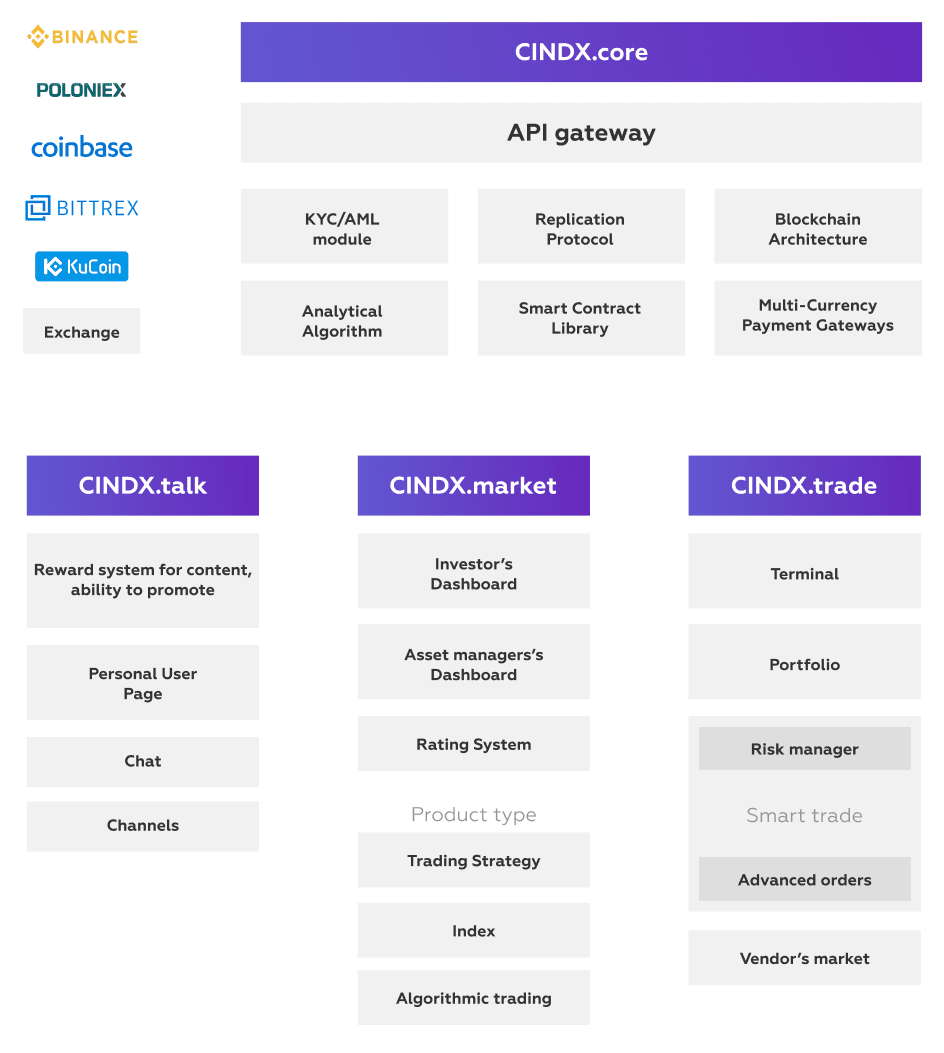 BINANCE
POLONIEX
coinbase
BITTREX
KuCoin
Exchange
CINDX.core
API gateway
KYC/AML
module
Replication
Protocol
Blockchain
Architecture
Analytical
Algorithm
Smart Contract
Library
Multi-Currency
Payment Gateways
CINDX.talk
Reward system for content,
ability to promote
Personal User
Page
Chat
Channels
CINDX.market
Investor's
Dashboard
Asset managers's
Dashboard
Rating System
Product type
Trading Strategy
Index
Algorithmic trading
CINDX.trade
Terminal
Portfolio
Risk manager
Smart trade
Advanced orders
Vendor's market